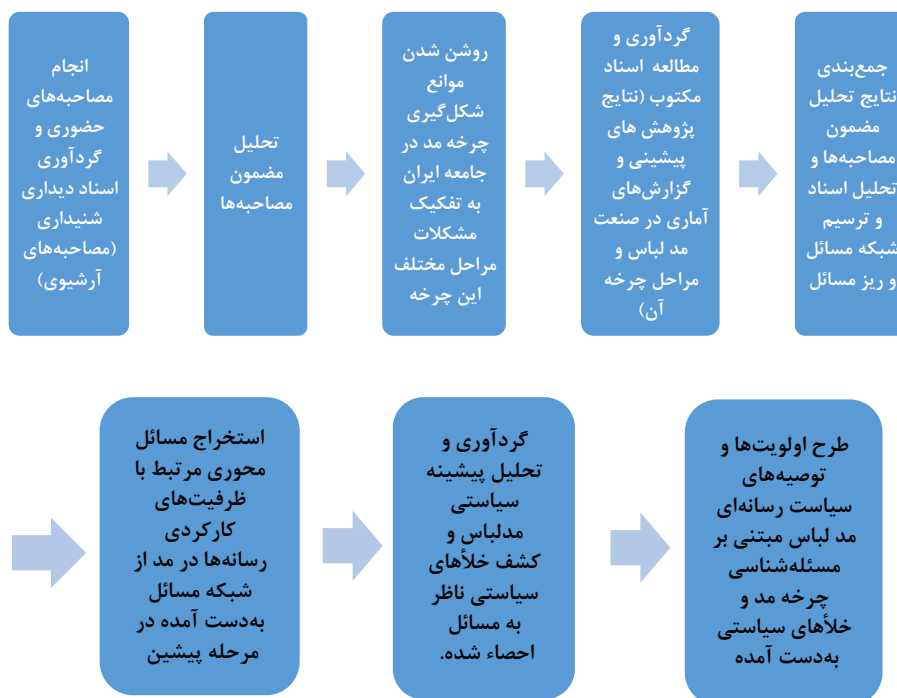 انجام
مصاحبه‌های
حضوری و
گردآوری
اسناد دیداری
شنیداری
(مصاحبه‌های
آرشیوی)
تحلیل
مضمون
مصاحبه‌ها
روشن شدن
موانع
شکل‌گیری
چرخه مد در
جامعه ایران
به تفکیک
مشکلات
مراحل مختلف
این چرخه
گردآوری و
مطالعه اسناد
مکتوب (نتایج
پژوهش های
پیشینی و
گزارش‌های
آماری در صنعت
مد لباس و
مراحل چرخه
آن)
جمع‌بندی
نتایج تحلیل
مضمون
مصاحبه‌ها و
تحلیل اسناد
و ترسیم
شبکه مسائل
و ریز مسائل
استخراج مسائل
محوری مرتبط با
ظرفیت‌های
کارکردی
رسانه‌ها در مد از
شبکه مسائل
به‌دست آمده در
مرحله پیشین
گردآوری و
تحلیل پیشینه
سیاستی
مدلباس و
کشف خلأهای
سیاستی ناظر
به مسائل
احصاء شده.
طرح اولویت‌ها و
توصیه‌های
سیاست رسانه‌ای
مد لباس مبتنی بر
مسئله‌شناسی
چرخه مد و
خلأهای سیاستی
به‌دست آمده